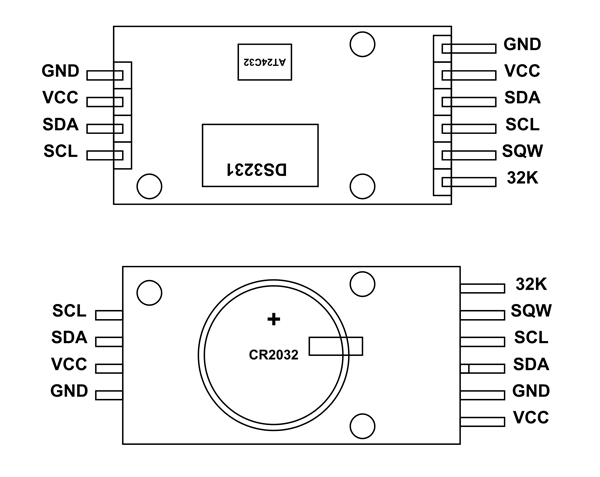 GND
VCC
SDA
SCL
AT24C32
DS3231
GND
VCC
SDA
SCL
SQW
32K
SCL
SDA
VCC
GND
+
CR2032
32K
SQW
SCL
SDA
GND
VCC